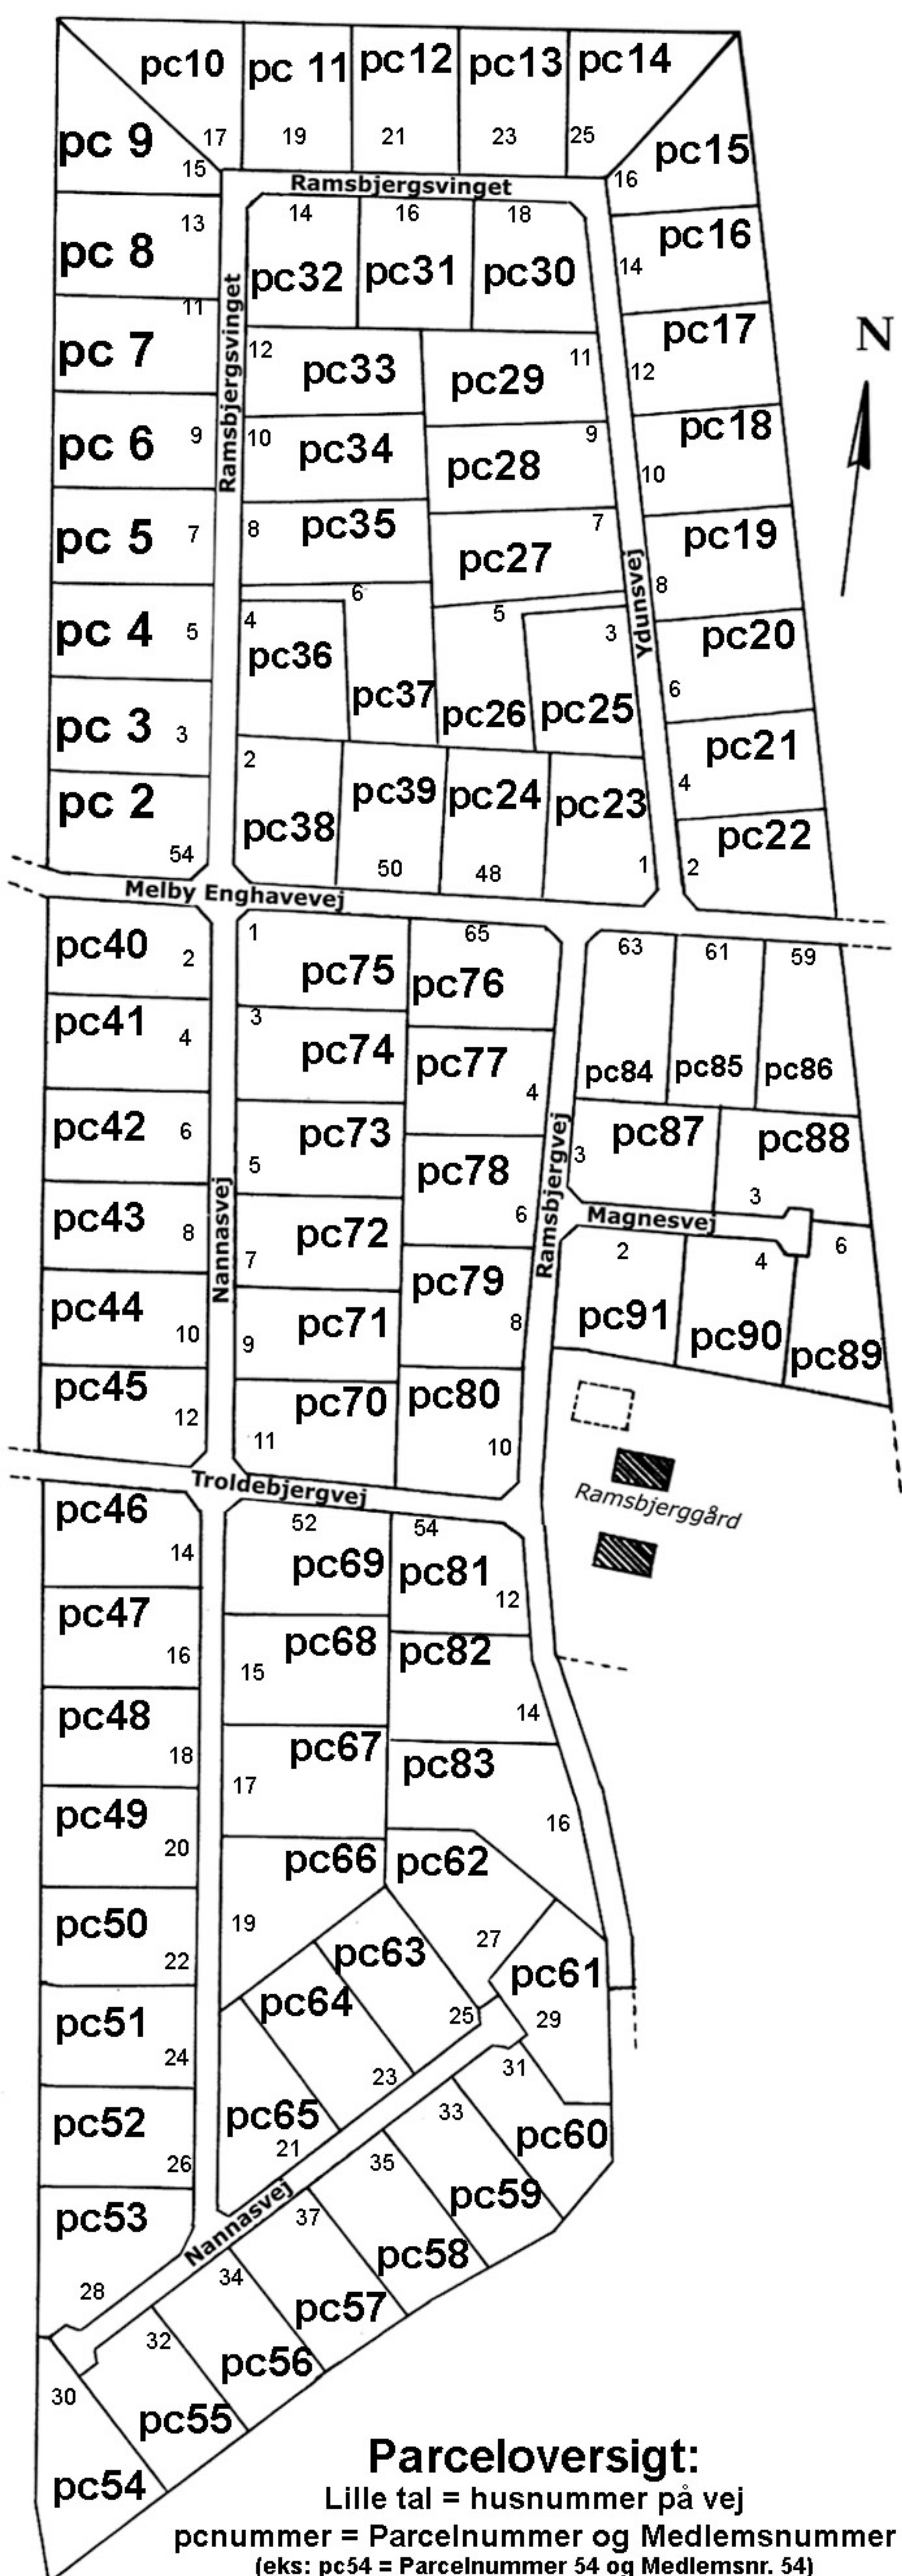 pc10
pc 11
pc12
pc13
pc14
17
19
21
23
25
pc 9
15
pc15
16
Ramsbjergsvinget
14
16
18
pc 8
13
pc32
pc31
pc30
pc16
14
Ramsbjergsvinget
N
pc 7
11
12
pc33
pc29
11
pc17
12
pc 6
9
10
pc34
pc28
9
pc18
10
pc 5
7
8
pc35
pc27
7
pc19
8
Ydunsvej
pc 4
5
4
pc36
6
pc37
5
pc26
3
pc25
pc20
6
pc 3
3
pc21
4
pc 2
54
2
pc38
pc39
50
pc24
48
pc23
1
pc22
2
Melby Enghavevej
pc40
2
1
pc75
65
pc76
63
61
59
pc84
pc85
pc86
pc41
4
3
pc74
pc77
4
pc42
6
pc73
5
pc78
6
Ramsbjergvej
3
pc87
pc88
3
Magnesvej
pc43
8
Nannasvej
pc72
7
pc79
8
2
pc91
4
pc90
6
pc89
pc44
10
pc71
9
pc45
12
pc70
11
pc80
10
Troldebjergvej
Ramsbjerggård
pc46
14
52
pc69
54
pc81
12
pc47
16
pc68
15
pc82
14
pc48
18
pc67
17
pc83
16
pc49
20
pc66
19
pc62
27
pc50
22
pc63
25
pc61
29
pc51
24
pc64
23
31
pc52
26
pc65
21
33
pc60
35
pc59
pc53
28
Nannasvej
37
pc58
34
pc57
32
pc56
30
pc55
pc54
Parceloversigt:
Lille tal = husnummer på vej
pcnummer = Parcelnummer og Medlemsnummer
(eks: pc54 = Parcelnummer 54 og Medlemsnr. 54)